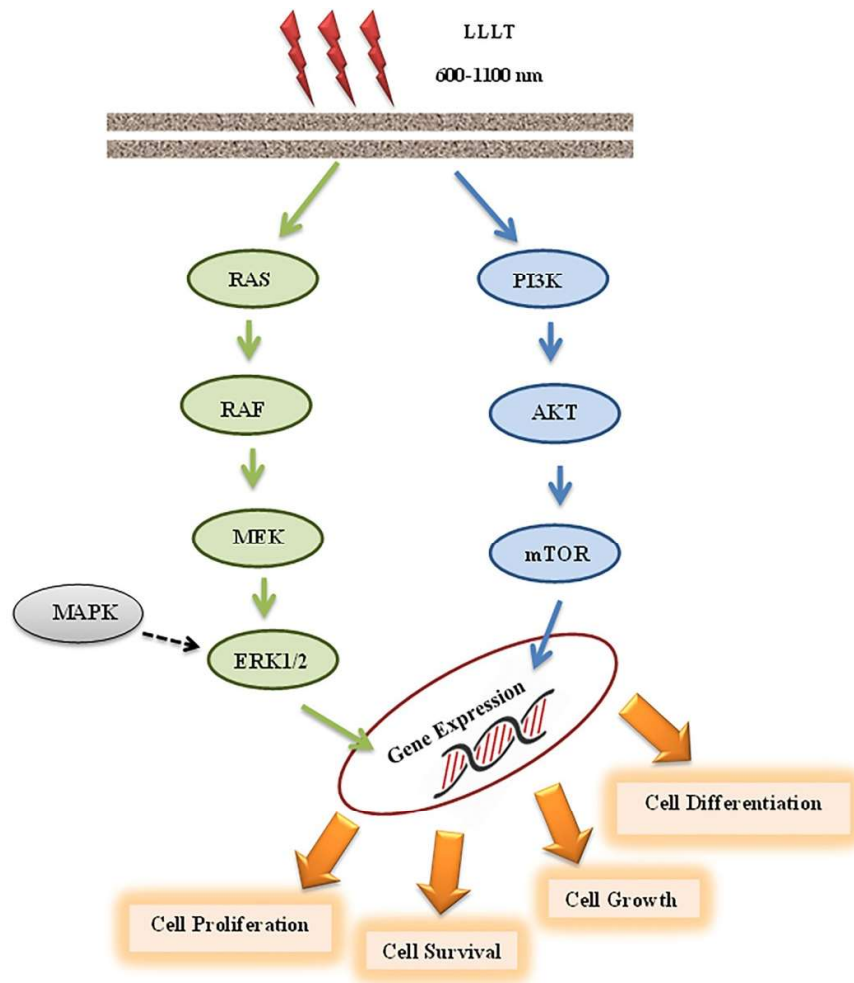 LLLT
600-1100 nm
RAS
PI3K
RAF
AKT
MEK
mTOR
MAPK
ERK1/2
Gene Expression
Cell Differentiation
Cell Growth
Cell Proliferation
Cell Survival